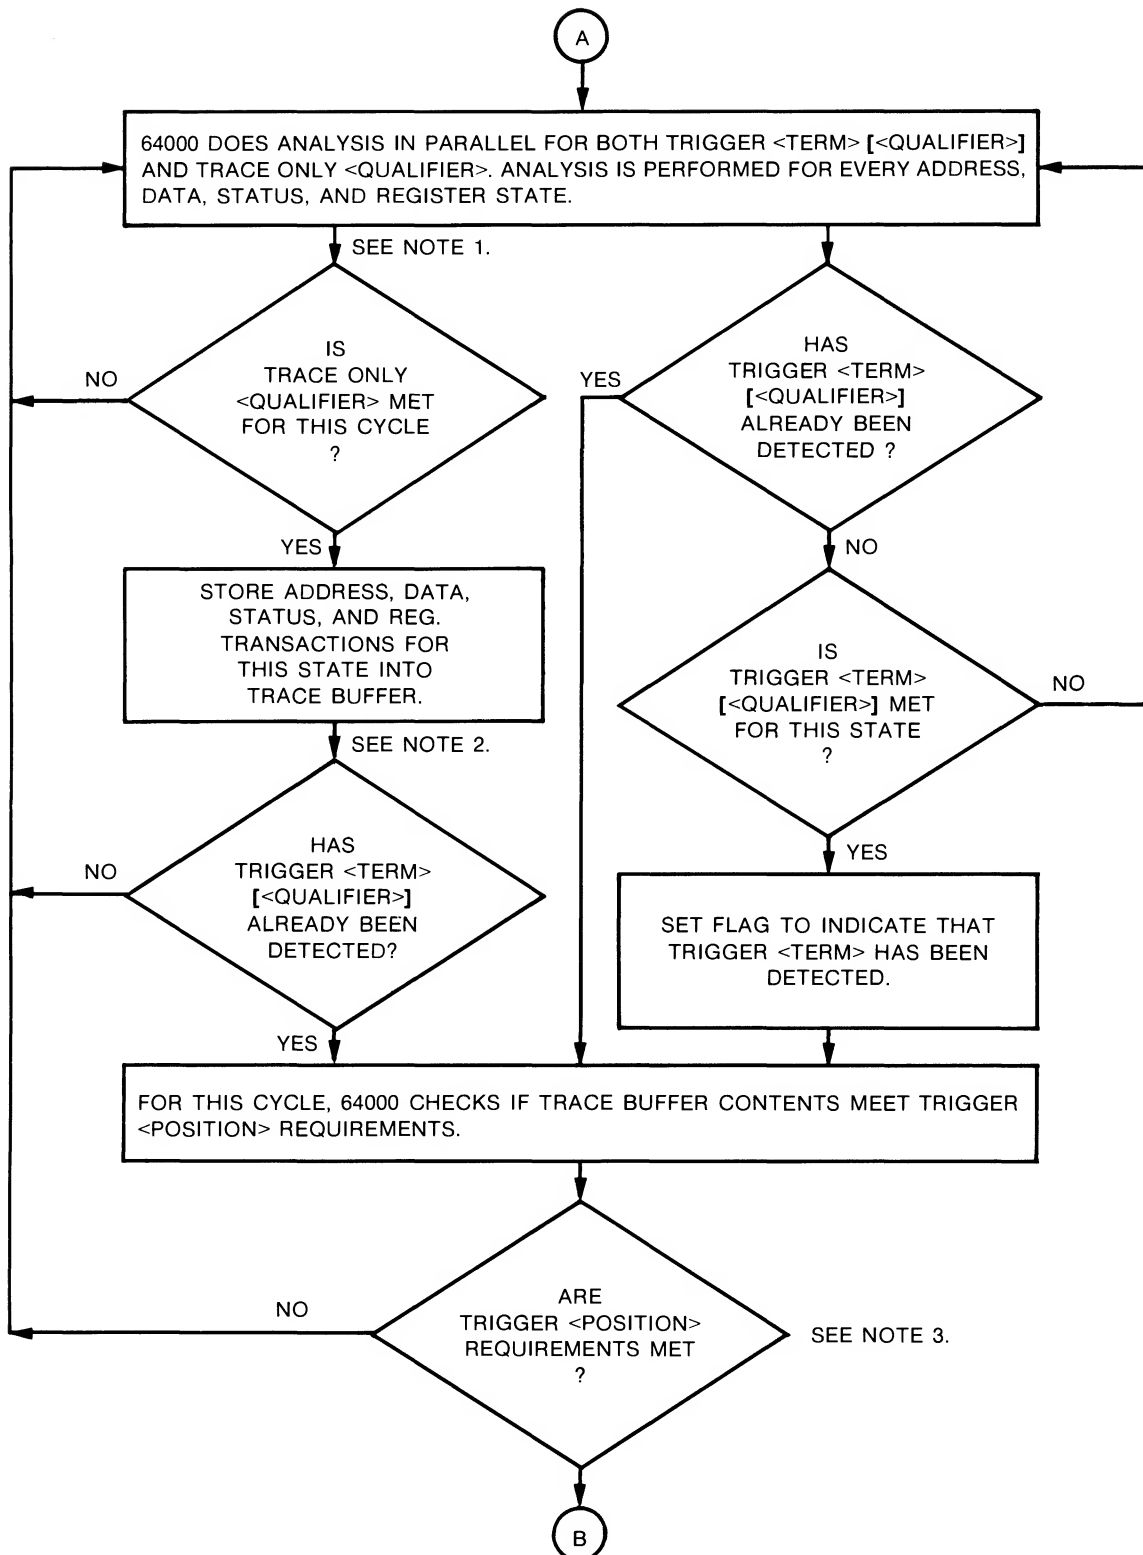 A
64000 DOES ANALYSIS IN PARALLEL FOR BOTH TRIGGER <TERM> [<QUALIFIER>]
AND TRACE ONLY <QUALIFIER>. ANALYSIS IS PERFORMED FOR EVERY ADDRESS,
DATA, STATUS, AND REGISTER STATE.
SEE NOTE 1.
IS
TRACE ONLY
<QUALIFIER> MET
FOR THIS CYCLE
?
NO
YES
HAS
TRIGGER <TERM>
[<QUALIFIER>]
ALREADY BEEN
DETECTED ?
YES
NO
STORE ADDRESS, DATA,
STATUS, AND REG.
TRANSACTIONS FOR
THIS STATE INTO
TRACE BUFFER.
SEE NOTE 2.
IS
TRIGGER <TERM>
[<QUALIFIER>] MET
FOR THIS STATE
?
NO
YES
HAS
TRIGGER <TERM>
[<QUALIFIER>]
ALREADY BEEN
DETECTED?
NO
YES
SET FLAG TO INDICATE THAT
TRIGGER <TERM> HAS BEEN
DETECTED.
FOR THIS CYCLE, 64000 CHECKS IF TRACE BUFFER CONTENTS MEET TRIGGER
<POSITION> REQUIREMENTS.
ARE
TRIGGER <POSITION>
REQUIREMENTS MET
?
NO
SEE NOTE 3.
B